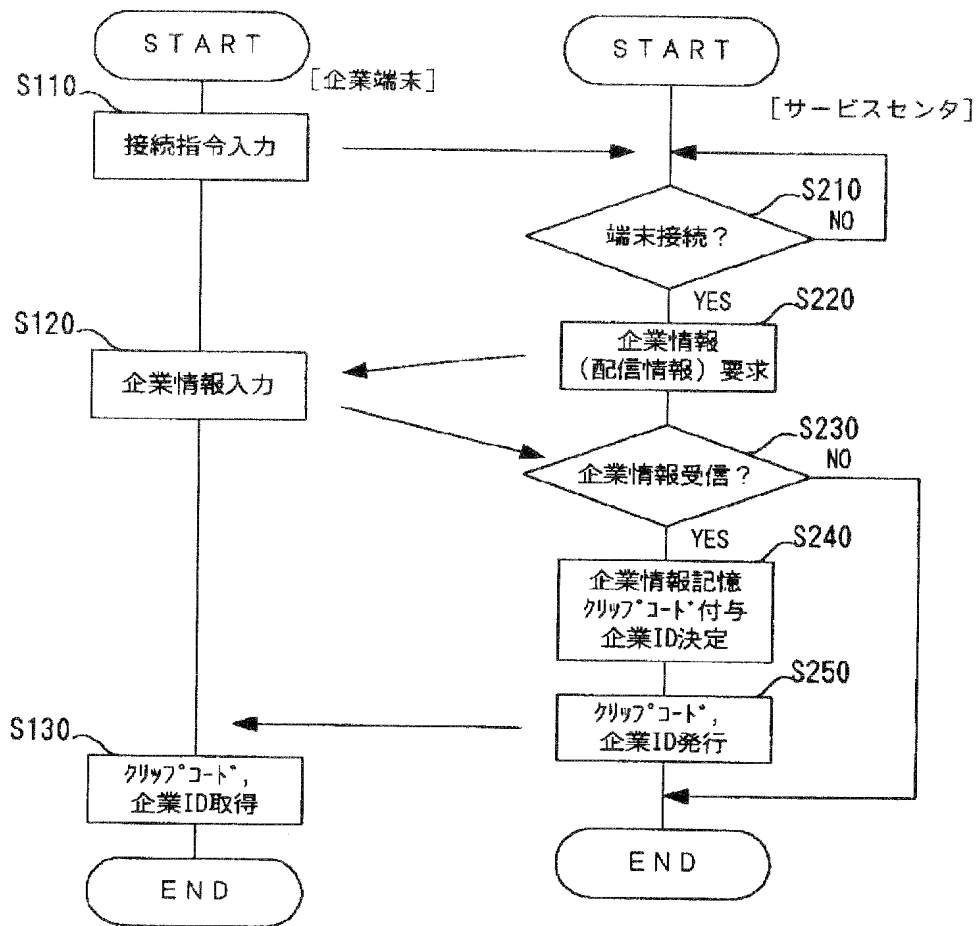 START
[企業端末]
S110
接続指令入力
S120
企業情報入力
S130
ｸﾘｯﾌﾟｺｰﾄﾞ,
企業ID取得
END
START
[サービスセンタ]
S210
端末接続?
NO
YES
S220
企業情報
(配信情報)要求
S230
企業情報受信?
NO
YES
S240
企業情報記憶
ｸﾘｯﾌﾟｺｰﾄﾞ付与
企業ID決定
S250
ｸﾘｯﾌﾟｺｰﾄﾞ,
企業ID発行
END